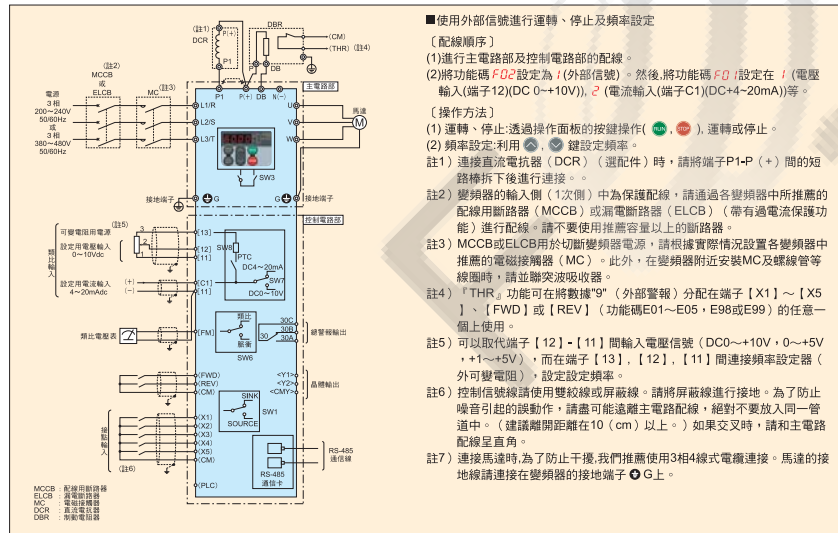 (註1)
DCR
P(+)
P1
DBR
(CM)
(THR) (註4)
P
DB
(註2)
MCCB
或
ELCB
MC
(註3)
電源
3相
200~240V
50/60Hz
或
3相
380~480V
50/60Hz
主電路部
P1
P(+)
DB
N(−)
L1/R
L2/S
L3/T
U
V
W
馬達
M
SW3
接地端子
G
G
接地端子
控制電路部
類比輸入
可變電阻用電源
(註5)
設定用電壓輸入
0~10Vdc
3
2
1
[13]
[12]
[11]
SW8
PTC
DC4~20mA
SW7
DC0~10V
設定用電流輸入
4~20mAdc
(+)
(−)
[C1]
[11]
類比電壓表
[FM]
類比
脈衝
SW6
30
30C
30B
30A
總警報輸出
(FWD)
(REV)
(CM)
<Y1>
<Y2>
<CMY>
晶體輸出
接點輸入
(X1)
(X2)
(X3)
(X4)
(X5)
(CM)
(註6)
(PLC)
SINK
SW1
SOURCE
RS-485
通信卡
RS-485
通信線
MCCB:配線用斷路器
ELCB:漏電斷路器
MC:電磁接觸器
DCR:直流電抗器
DBR:制動電阻器
■使用外部信號進行運轉、停止及頻率設定
〔配線順序〕
(1)進行主電路部及控制電路部的配線。
(2)將功能碼F02設定為1(外部信號)。然後,將功能碼F01設定在 1 (電壓
輸入(端子12)(DC 0~+10V)), 2 (電流輸入(端子C1)(DC+4~20mA))等。
〔操作方法〕
(1) 運轉、停止:透過操作面板的按鍵操作( RUN , STOP ), 運轉或停止。
(2) 頻率設定:利用 , 鍵設定頻率。
註1)連接直流電抗器(DCR)(選配件)時,請將端子P1-P(+)間的短
路棒拆下後進行連接。。
註2)變頻器的輸入側(1次側)中為保護配線,請通過各變頻器中所推薦的
配線用斷路器(MCCB)或漏電斷路器(ELCB)(帶有過電流保護功
能)進行配線。請不要使用推薦容量以上的斷路器。
註3)MCCB或ELCB用於切斷變頻器電源,請根據實際情況設置各變頻器中
推薦的電磁接觸器(MC)。此外,在變頻器附近安裝MC及螺線管等
線圈時,請並聯突波吸收器。
註4)『THR』功能可在將數據"9"(外部警報)分配在端子【X1】~【X5
】、【FWD】或【REV】(功能碼E01~E05,E98或E99)的任意一
個上使用。
註5)可以取代端子【12】-【11】間輸入電壓信號(DC0~+10V,0~+5V
,+1~+5V),而在端子【13】,【12】,【11】間連接頻率設定器(
外可變電阻),設定設定頻率。
註6)控制信號線請使用雙絞線或屏蔽線。請將屏蔽線進行接地。為了防止
噪音引起的誤動作,請盡可能遠離主電路配線,絕對不要放入同一管
道中。(建議離開距離在10(cm)以上。)如果交叉時,請和主電路
配線呈直角。
註7)連接馬達時,為了防止干擾,我們推薦使用3相4線式電纜連接。馬達的接
地線請連接在變頻器的接地端子 G上。